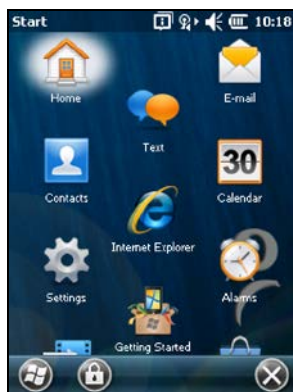 Start 10:18
Home
E-mail
Text
Contacts
30
Calendar
Internet Explorer
Settings
Alarms
Getting Started